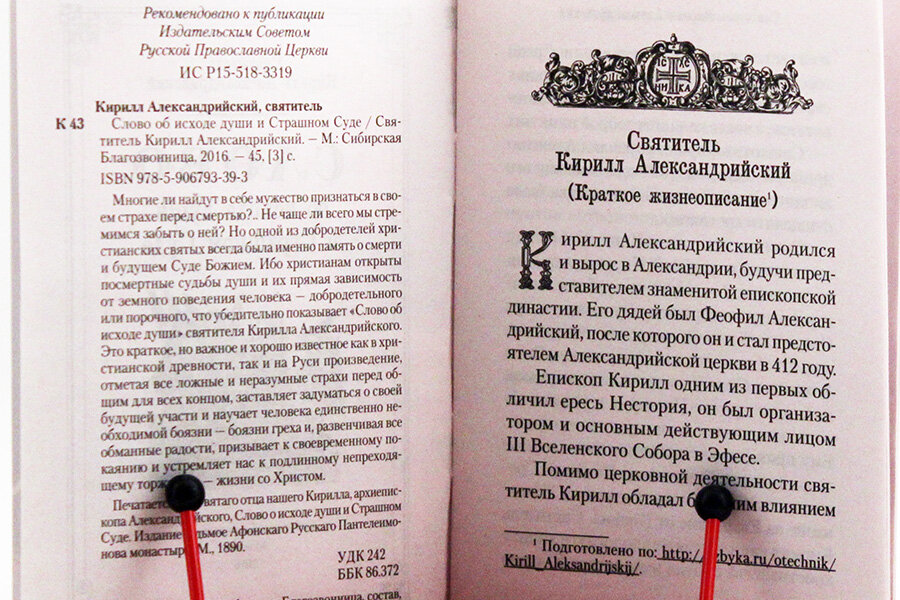 Рекомендовано к публикации
Издательским Советом
Русской Православной Церкви
ИС Р15-518-3319
Кирилл Александрийский, святитель
К 43 Слово об исходе души и Страшном Суде / Свя-
титель Кирилл Александрийский. — М.: Сибирская
Благозвонница, 2016. — 45, [3] с.
ISBN 978-5-906793-39-3
Многие ли найдут в себе мужество признаться в сво-
ем страхе перед смертью?.. Не чаще ли всего мы стре-
мимся забыть о ней? Но одной из добродетелей хри-
стианских святых всегда была именно память о смерти
и будущем Суде Божием. Ибо христианам открыты
посмертные судьбы души и их прямая зависимость
от земного поведения человека — добродетельного
или порочного, что убедительно показывает «Слово об
исходе души» святителя Кирилла Александрийского.
Это краткое, но важное и хорошо известное как в хри-
стианской древности, так и на Руси произведение,
отметая все ложные и неразумные страхи перед об-
щим для всех концом, заставляет задуматься о своей
будущей участи и научает человека единственно не-
обходимой боязни — боязни греха и, развенчивая все
обманные радости, призывает к своевременному по-
каянию и устремляет нас к подлинному непреходя-
щему — жизни со Христом.
святаго отца нашего Кирилла, архиепис-
копа Александрийского, Слово о исходе души и Страшном
Суде. Издание седьмое Афонского Русскаго Пантелеимо-
нова монастыря. М., 1890.
УДК 242
ББК 86.372
Благозвонница, состав,
IC XC
НИ КА
Святитель
Кирилл Александрийский
(Краткое жизнеописание¹)
Кирилл Александрийский родился
и вырос в Александрии, будучи пред-
ставителем знаменитой епископской
династии. Его дядей был Феофил Алексан-
дрийский, после которого он и стал предсто-
ятелем Александрийской церкви в 412 году.
Епископ Кирилл одним из первых об-
личил ересь Нестория, он был организа-
тором и основным действующим лицом
III Вселенского Собора в Эфесе.
Помимо церковной деятельности свя-
титель Кирилл обладал влиянием
¹ Подготовлено по: http://azbyka.ru/otechnik/
Kirill_Aleksandrijskij/.